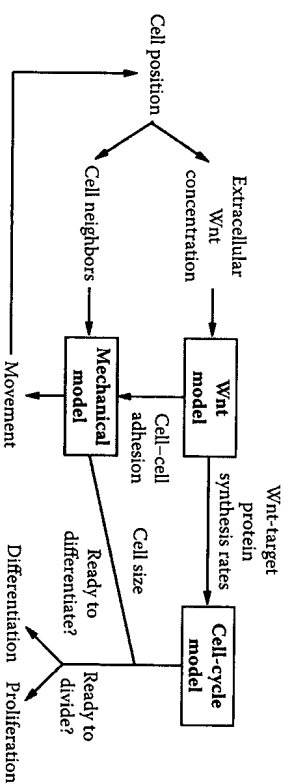 Cell position
Extracellular
Wnt
concentration
Cell neighbors
Wnt
model
Mechanical
model
Cell–cell
adhesion
Movement
Wnt-target
protein
synthesis rates
Cell size
Cell-cycle
model
Ready to
differentiate?
Ready to
divide?
Differentiation
Proliferation